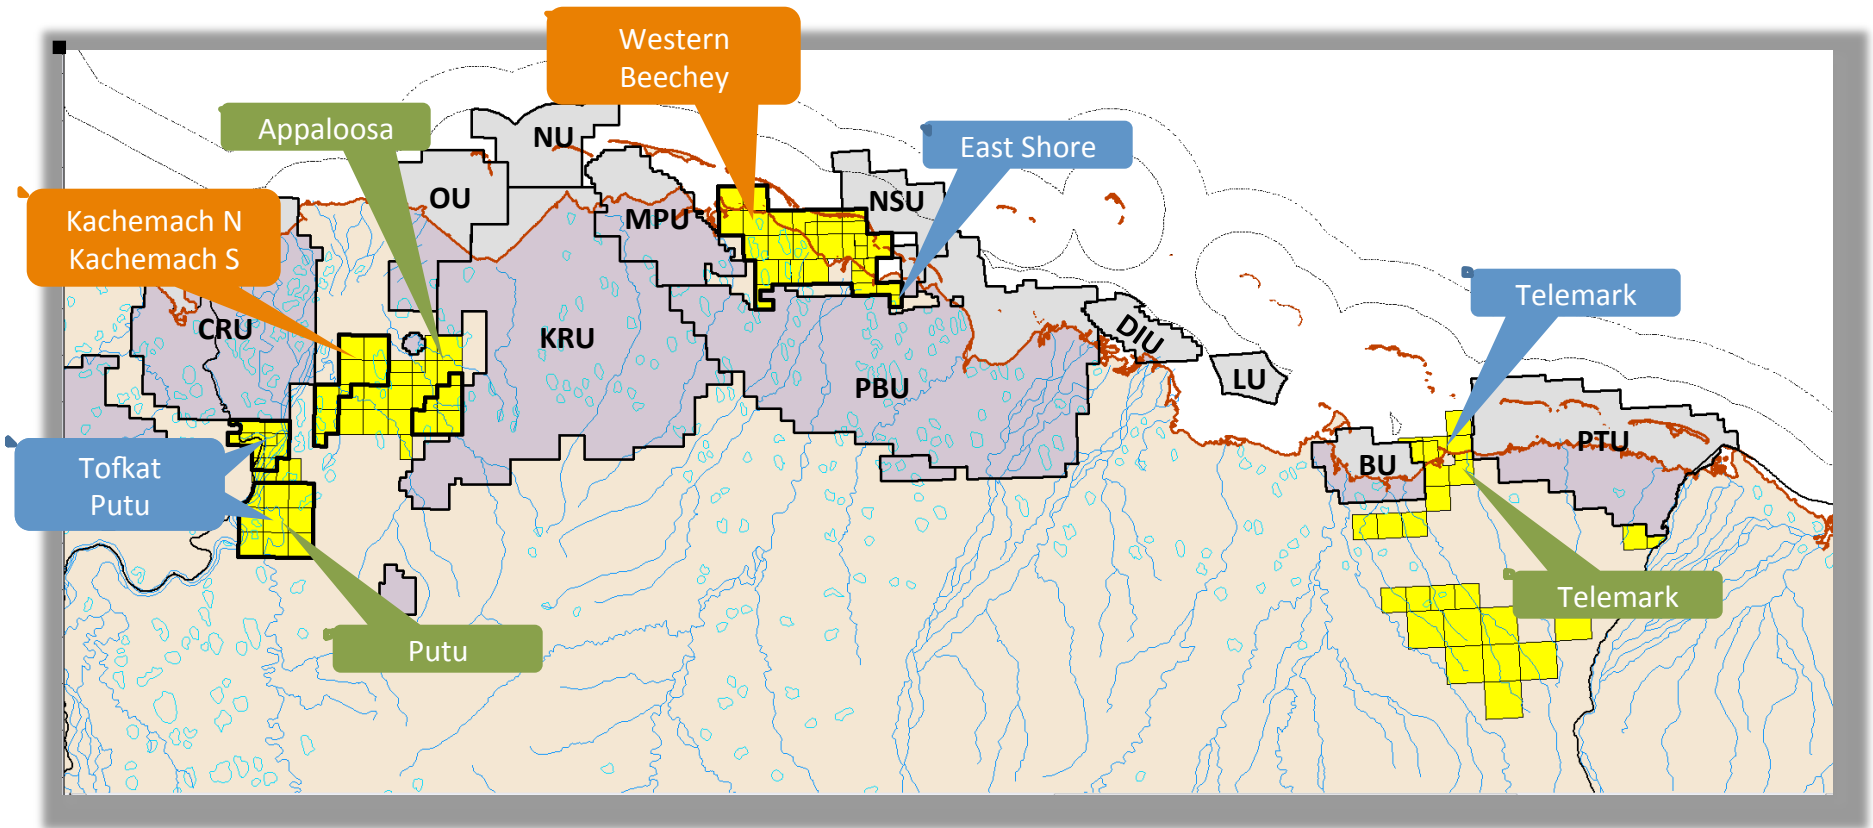 Western
Beechey
Appaloosa
NU
East Shore
OU
NSU
Kachemach N
Kachemach S
MPU
Telemark
CRU
KRU
DIU
LU
PBU
PTU
BU
Tofkat
Putu
Telemark
Putu